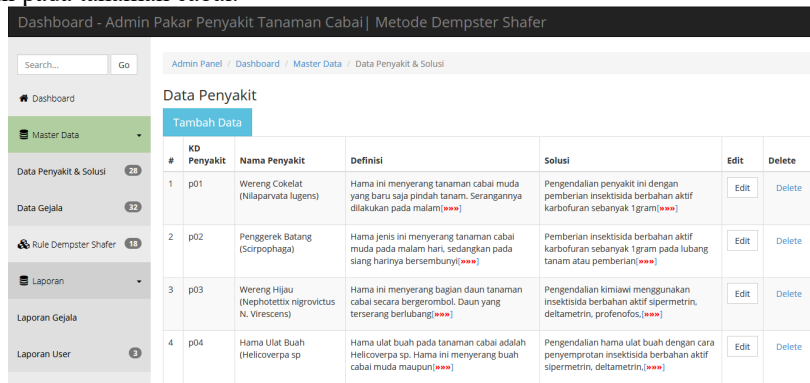 pada tanaman cabai.
Dashboard - Admin Pakar Penyakit Tanaman Cabai| Metode Dempster Shafer
Search... Go
Admin Panel / Dashboard / Master Data / Data Penyakit & Solusi
Dashboard
Master Data
Data Penyakit & Solusi 28
Data Gejala 32
Rule Dempster Shafer 18
Laporan
Laporan Gejala
Laporan User 3
Data Penyakit
Tambah Data
# KD Penyakit Nama Penyakit Definisi Solusi Edit Delete
1 p01 Wereng Cokelat Hama ini menyerang tanaman cabai muda Pengendalian penyakit ini dengan Edit Delete
(Nilaparvata lugens) yang baru saja pindah tanam. Serangannya pemberian insektisida berbahan aktif
dilakukan pada malam[»»»] karbofuran sebanyak 1gram[»»»]
2 p02 Penggerek Batang Hama jenis ini menyerang tanaman cabai Pemberian insektisida berbahan aktif Edit Delete
(Scirpophaga) muda pada malam hari, sedangkan pada karbofuran sebanyak 1gram pada lubang
siang harinya bersembunyi[»»»] tanam atau pemberian[»»»]
3 p03 Wereng Hijau Hama ini menyerang bagian daun tanaman Pengendalian kimiawi menggunakan Edit Delete
(Nephotettix nigrovictus cabai secara bergerombol. Daun yang insektisida berbahan aktif sipermetrin,
N. Virescens) terserang berlubang[»»»] deltametrin, profenofos,[»»»]
4 p04 Hama Ulat Buah Hama ulat buah pada tanaman cabai adalah Pengendalian hama ulat buah dengan cara Edit Delete
(Helicoverpa sp Helicoverpa sp. Hama ini menyerang buah penyemprotan insektisida berbahan aktif
cabai muda maupun[»»»] sipermetrin, deltametrin,[»»»]